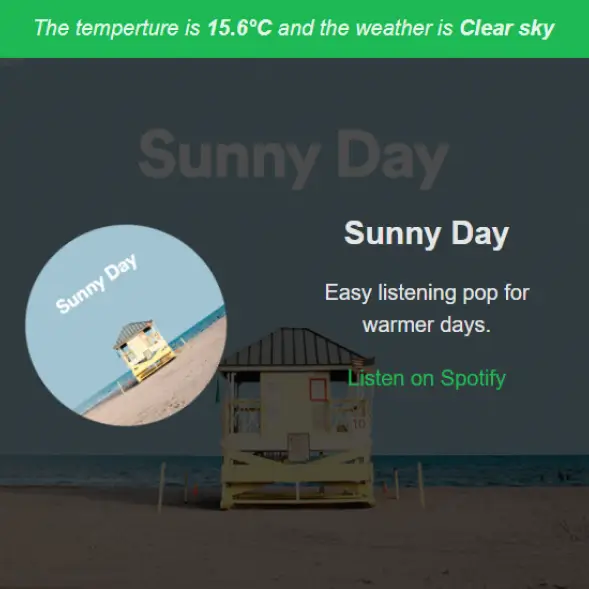 The temperture is 15.6°C and the weather is Clear sky
Sunny Day
Sunny Day
Sunny Day
Easy listening pop for
warmer days.
Listen on Spotify
10